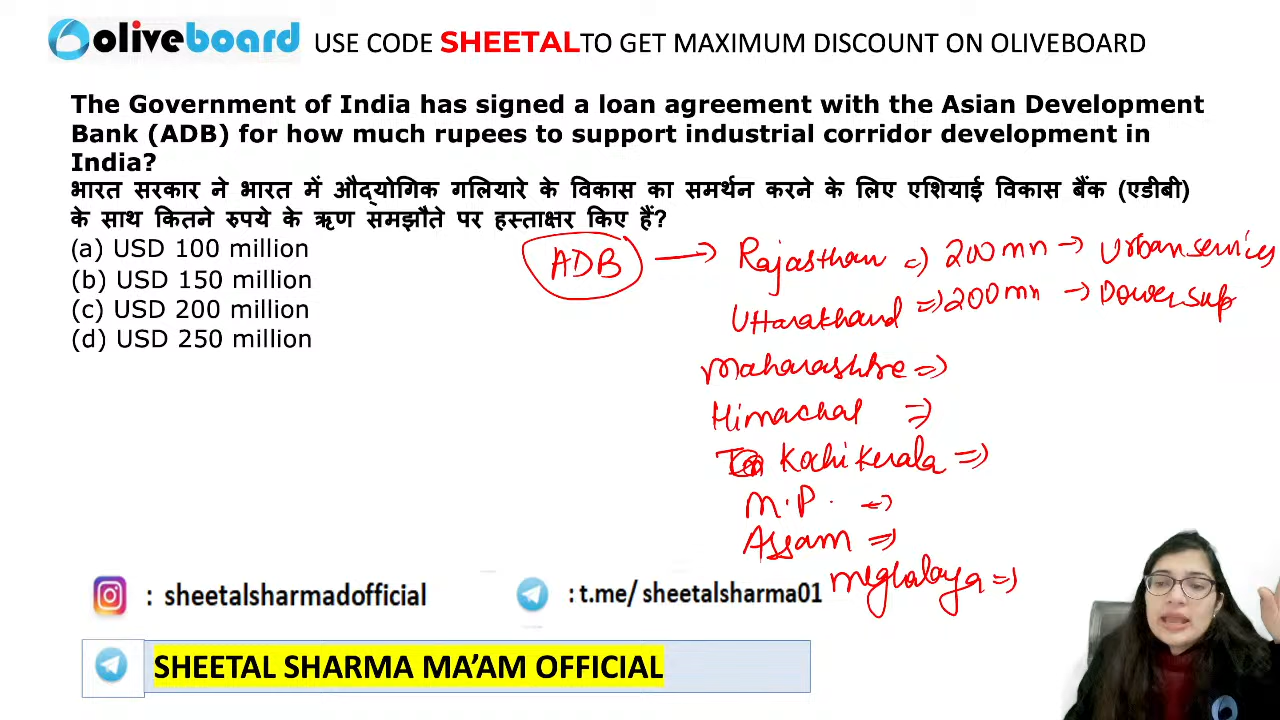 oliveboard USE CODE SHEETAL TO GET MAXIMUM DISCOUNT ON OLIVEBOARD
The Government of India has signed a loan agreement with the Asian Development
Bank (ADB) for how much rupees to support industrial corridor development in
India?
भारत सरकार ने भारत में औद्योगिक गलियारे के विकास का समर्थन करने के लिए एशियाई विकास बैंक (एडीबी)
के साथ कितने रुपये के ऋण समझौते पर हस्ताक्षर किए हैं?
(a) USD 100 million
(b) USD 150 million
(c) USD 200 million
(d) USD 250 million
ADB → Rajasthan ⇒ 200 mn → Urban services
Uttarakhand ⇒ 200 mn → Power sup
Maharashtra ⇒
Himachal ⇒
Kochi Kerala ⇒
M.P. ⇒
Assam ⇒
Meghalaya ⇒
: sheetalsharmadofficial
: t.me/ sheetalsharma01
SHEETAL SHARMA MA'AM OFFICIAL